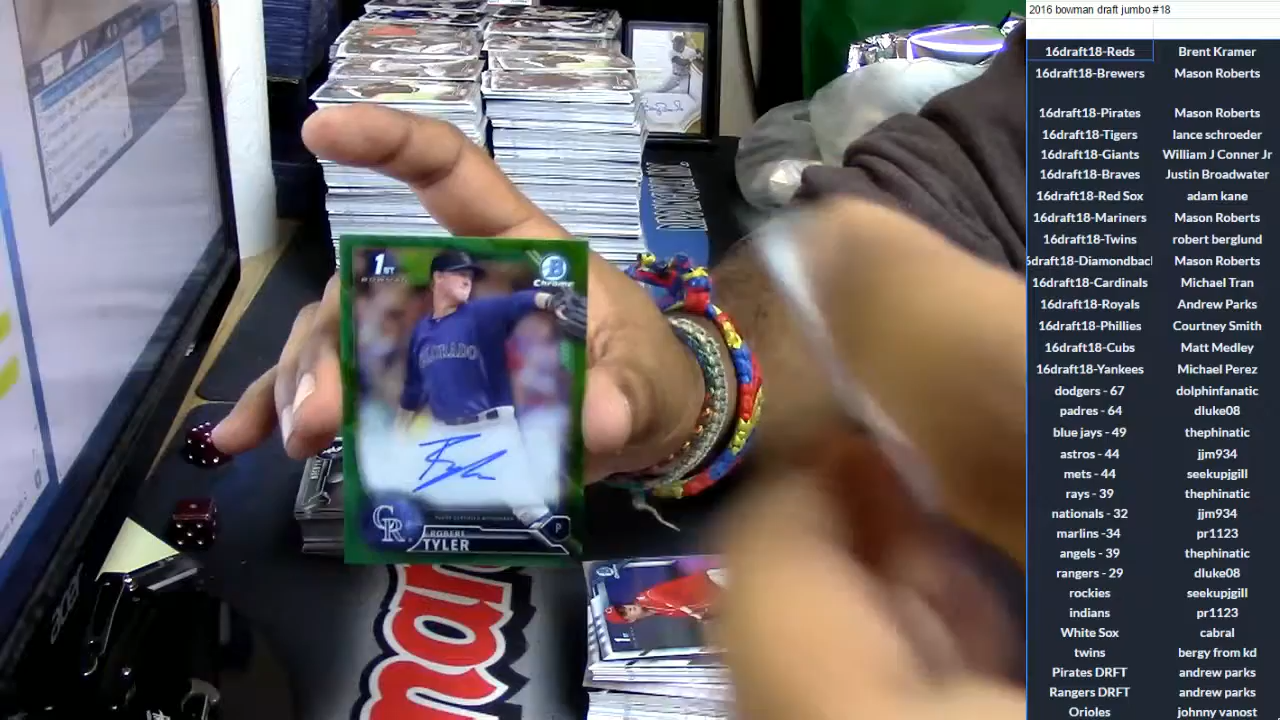 2016 bowman draft jumbo #18
16draft18-Reds Brent Kramer
16draft18-Brewers Mason Roberts
16draft18-Pirates Mason Roberts
16draft18-Tigers lance schroeder
16draft18-Giants William J Conner Jr
16draft18-Braves Justin Broadwater
16draft18-Red Sox adam kane
16draft18-Mariners Mason Roberts
16draft18-Twins robert berglund
6draft18-Diamondbacl Mason Roberts
16draft18-Cardinals Michael Tran
16draft18-Royals Andrew Parks
16draft18-Phillies Courtney Smith
16draft18-Cubs Matt Medley
16draft18-Yankees Michael Perez
dodgers - 67 dolphinfanatic
padres - 64 dluke08
blue jays - 49 thephinatic
astros - 44 jjm934
mets - 44 seekupjgill
rays - 39 thephinatic
nationals - 32 jjm934
marlins -34 pr1123
angels - 39 thephinatic
rangers - 29 dluke08
rockies seekupjgill
indians pr1123
White Sox cabral
twins bergy from kd
Pirates DRFT andrew parks
Rangers DRFT andrew parks
Orioles johnny vanost
1ST
BOWMAN
B
Chrome
COLORADO
CR
ROBERT
TYLER
P
acer
1